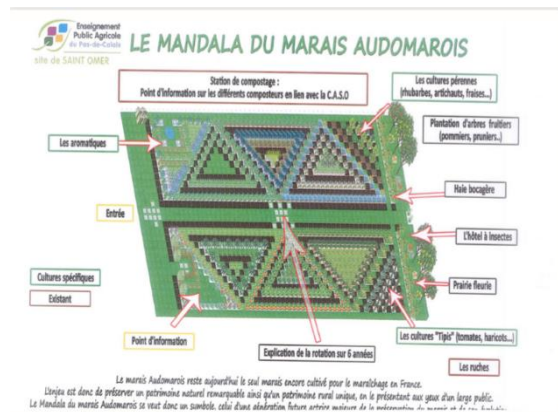 Enseignement
Public Agricole
du Pas-de-Calais
site de SAINT OMER
LE MANDALA DU MARAIS AUDOMAROIS
Station de compostage :
Point d'information sur les différents composteurs en lien avec la C.A.S.O
Les cultures pérennes
(rhubarbes, artichauts, fraises...)
Plantation d'arbres fruitiers
(pommiers, pruniers...)
Les aromatiques
Haie bocagère
Entrée
L'hôtel à insectes
Cultures spécifiques
Existant
Prairie fleurie
Point d'information
Explication de la rotation sur 6 années
Les cultures "Tipis" (tomates, haricots...)
Les ruches
Le marais Audomarois reste aujourd'hui le seul marais encore cultivé pour le maraîchage en France.
L'enjeu est donc de préserver un patrimoine naturel remarquable ainsi qu'un patrimoine rural unique, en le présentant aux yeux d'un large public.
Le Mandala du marais Audomarois se veut donc un symbole, celui d'une génération future actrice majeure de la préservation du marais et de son